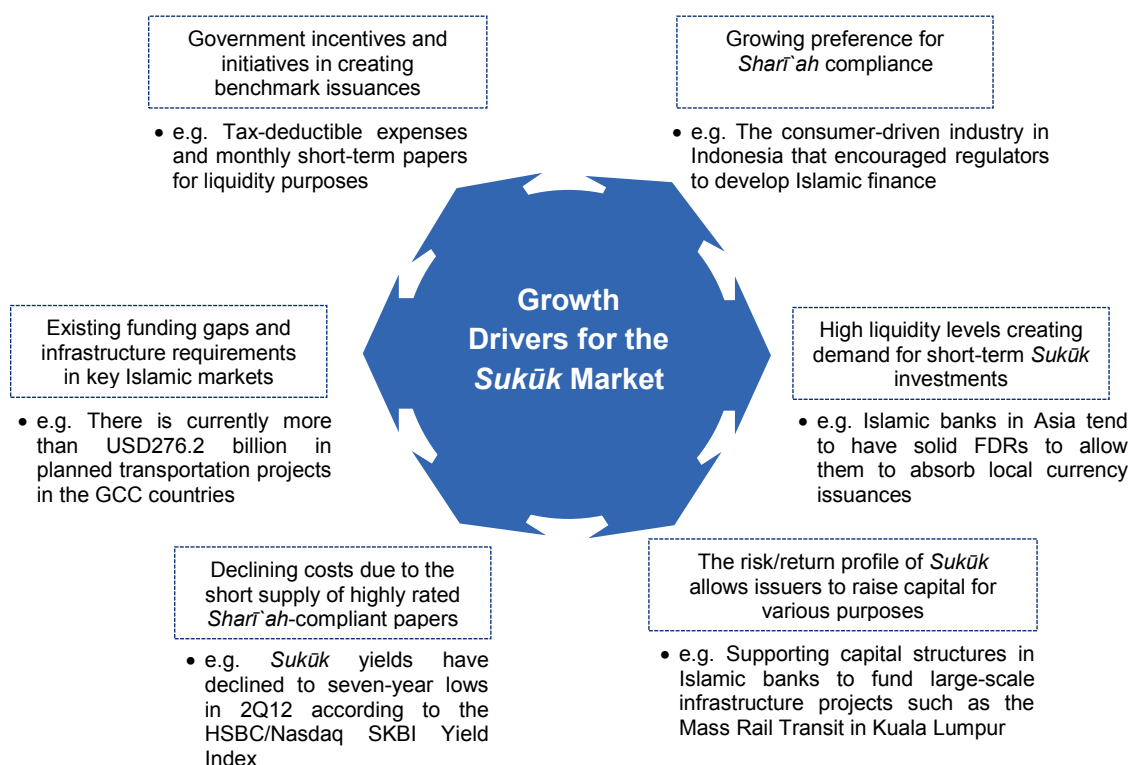 Government incentives and
initiatives in creating
benchmark issuances
• e.g. Tax-deductible expenses
and monthly short-term papers
for liquidity purposes
Growing preference for
Sharī`ah compliance
• e.g. The consumer-driven industry in
Indonesia that encouraged regulators
to develop Islamic finance
Growth
Drivers for the
Sukūk Market
Existing funding gaps and
infrastructure requirements
in key Islamic markets
• e.g. There is currently more
than USD276.2 billion in
planned transportation projects
in the GCC countries
High liquidity levels creating
demand for short-term Sukūk
investments
• e.g. Islamic banks in Asia tend
to have solid FDRs to allow
them to absorb local currency
issuances
Declining costs due to the
short supply of highly rated
Sharī`ah-compliant papers
• e.g. Sukūk yields have
declined to seven-year lows
in 2Q12 according to the
HSBC/Nasdaq SKBI Yield
Index
The risk/return profile of Sukūk
allows issuers to raise capital for
various purposes
• e.g. Supporting capital structures in
Islamic banks to fund large-scale
infrastructure projects such as the
Mass Rail Transit in Kuala Lumpur